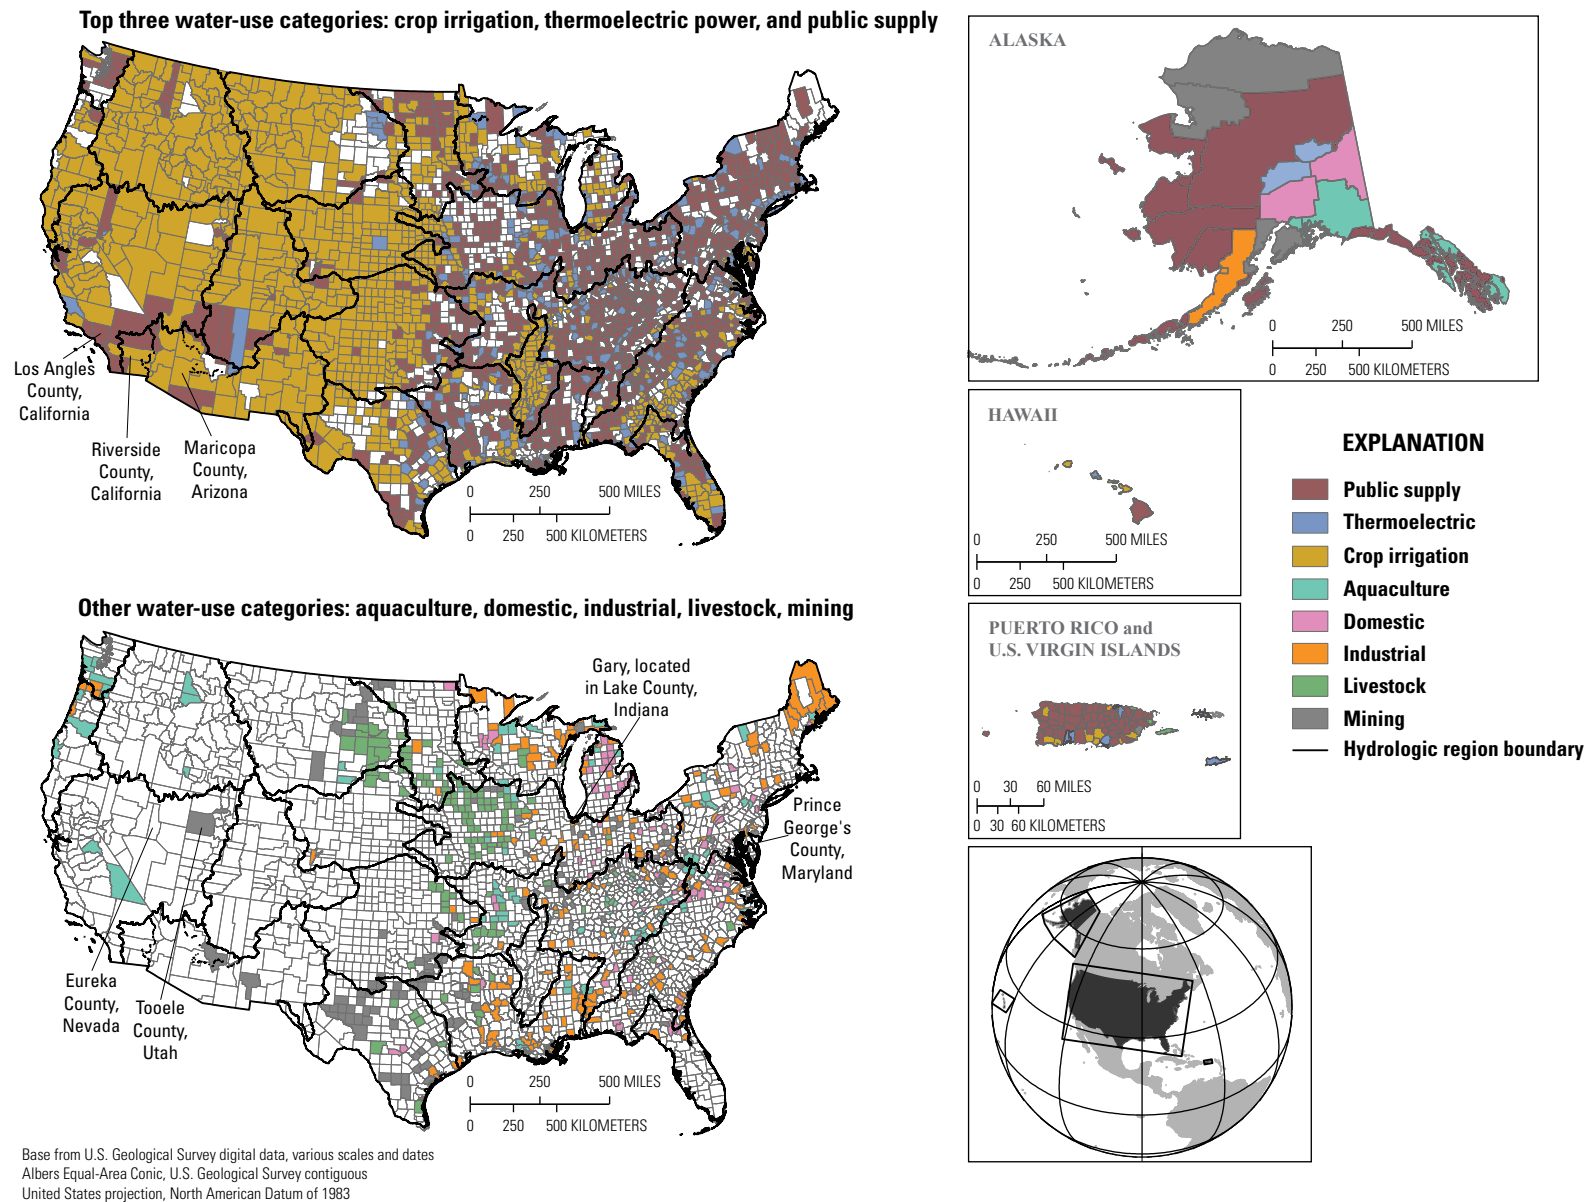 Top three water-use categories: crop irrigation, thermoelectric power, and public supply
Los Angles
County,
California
Riverside
County,
California
Maricopa
County,
Arizona
0 250 500 MILES
0 250 500 KILOMETERS
Other water-use categories: aquaculture, domestic, industrial, livestock, mining
Gary, located
in Lake County,
Indiana
Prince
George's
County,
Maryland
Eureka
County,
Nevada
Tooele
County,
Utah
0 250 500 MILES
0 250 500 KILOMETERS
Base from U.S. Geological Survey digital data, various scales and dates
Albers Equal-Area Conic, U.S. Geological Survey contiguous
United States projection, North American Datum of 1983
ALASKA
0 250 500 MILES
0 250 500 KILOMETERS
HAWAII
0 250 500 MILES
0 250 500 KILOMETERS
PUERTO RICO and
U.S. VIRGIN ISLANDS
0 30 60 MILES
0 30 60 KILOMETERS
EXPLANATION
Public supply
Thermoelectric
Crop irrigation
Aquaculture
Domestic
Industrial
Livestock
Mining
Hydrologic region boundary